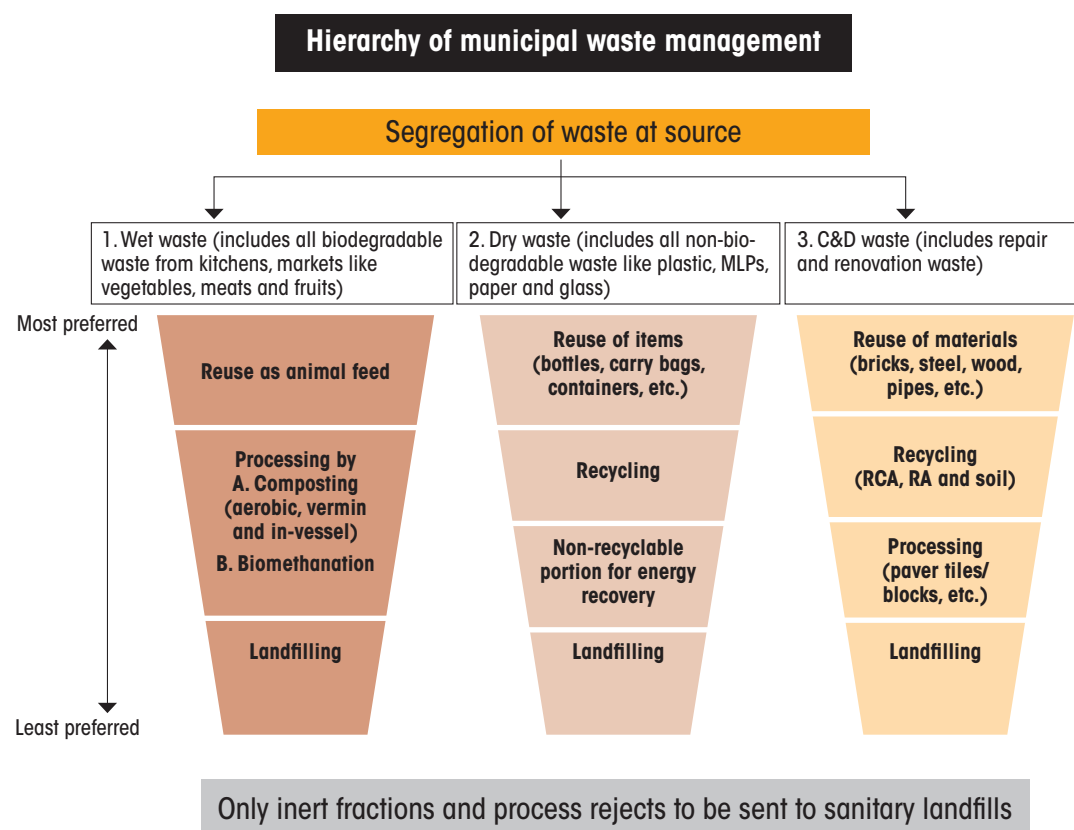 Hierarchy of municipal waste management
Segregation of waste at source
1. Wet waste (includes all biodegradable
waste from kitchens, markets like
vegetables, meats and fruits)
2. Dry waste (includes all non-bio-
degradable waste like plastic, MLPs,
paper and glass)
3. C&D waste (includes repair
and renovation waste)
Most preferred
Least preferred
Reuse as animal feed
Processing by
A. Composting
(aerobic, vermin
and in-vessel)
B. Biomethanation
Landfilling
Reuse of items
(bottles, carry bags,
containers, etc.)
Recycling
Non-recyclable
portion for energy
recovery
Landfilling
Reuse of materials
(bricks, steel, wood,
pipes, etc.)
Recycling
(RCA, RA and soil)
Processing
(paver tiles/
blocks, etc.)
Landfilling
Only inert fractions and process rejects to be sent to sanitary landfills